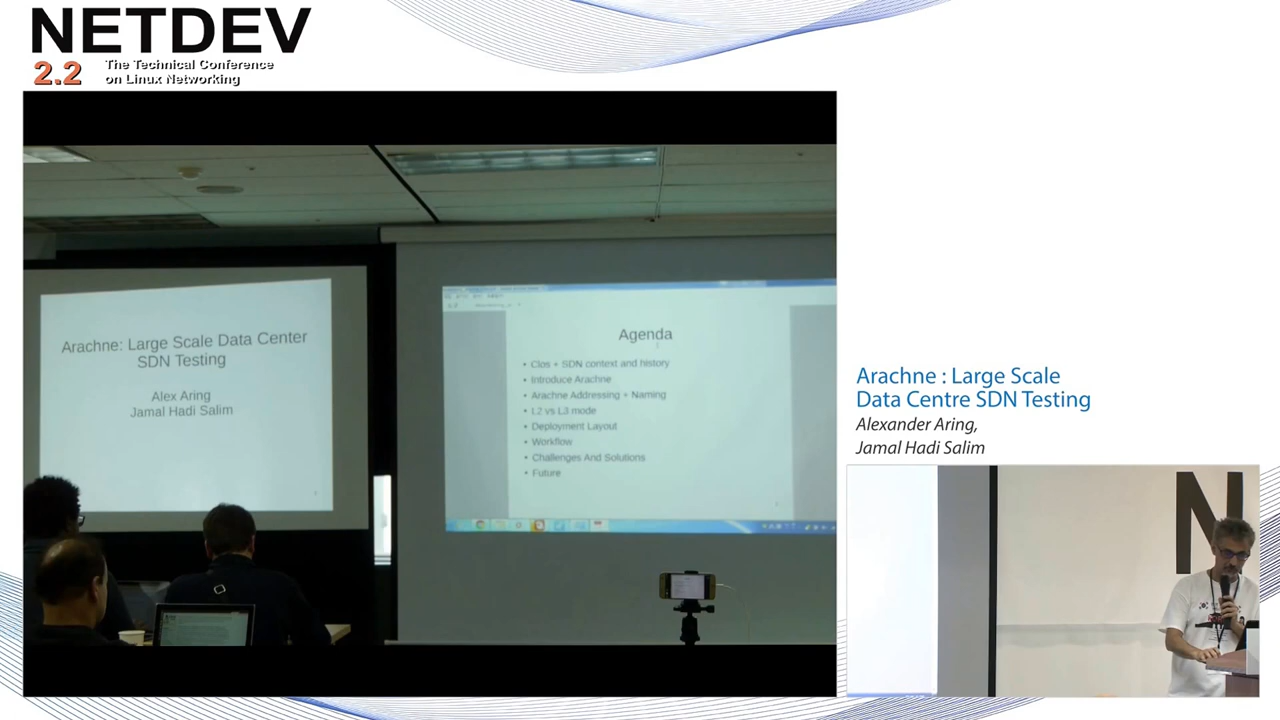 NETDEV
2.2
The Technical Conference
on Linux Networking
Arachne: Large Scale Data Center
SDN Testing
Alex Aring
Jamal Hadi Salim
Agenda
• Clos + SDN context and history
• Introduce Arachne
• Arachne Addressing + Naming
• L2 vs L3 mode
• Deployment Layout
• Workflow
• Challenges And Solutions
• Future
Arachne : Large Scale
Data Centre SDN Testing
Alexander Aring,
Jamal Hadi Salim
N